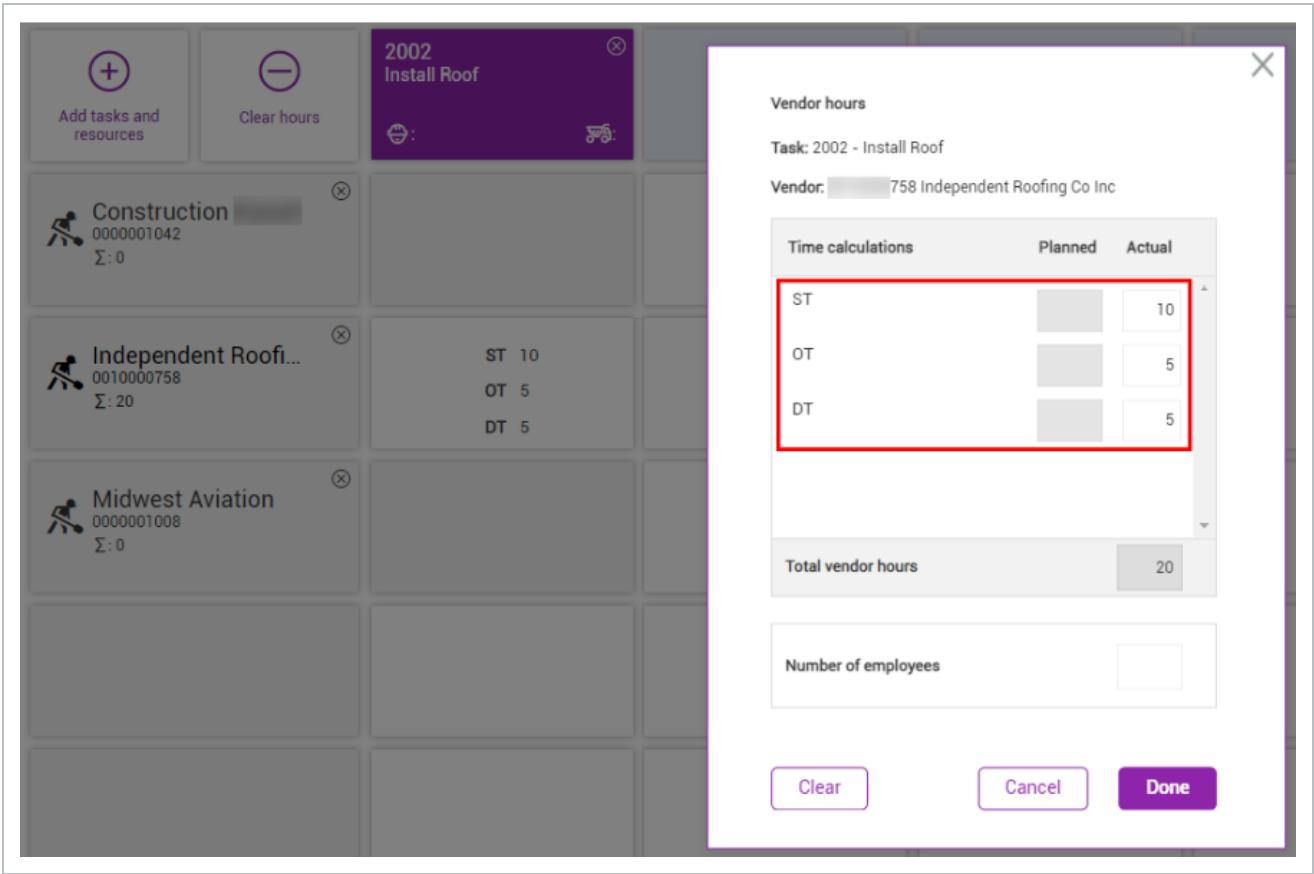 Add tasks and
resources
Clear hours
2002
Install Roof
:
:
Construction
0000001042
Σ: 0
Independent Roofi...
0010000758
Σ: 20
ST 10
OT 5
DT 5
Midwest Aviation
0000001008
Σ: 0
Vendor hours
Task: 2002 - Install Roof
Vendor: 758 Independent Roofing Co Inc
Time calculations Planned Actual
ST 10
OT 5
DT 5
Total vendor hours 20
Number of employees
Clear Cancel Done